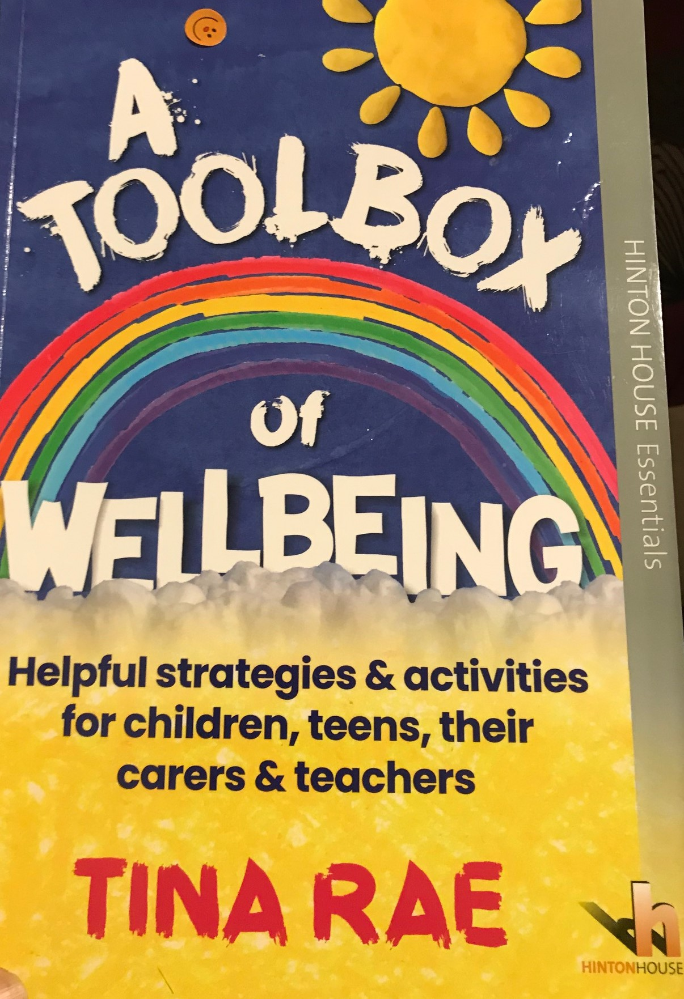 A
TOOLBOX
of
WELLBEING
Helpful strategies & activities
for children, teens, their
carers & teachers
TINA RAE
HINTON HOUSE Essentials
h
HINTONHOUSE